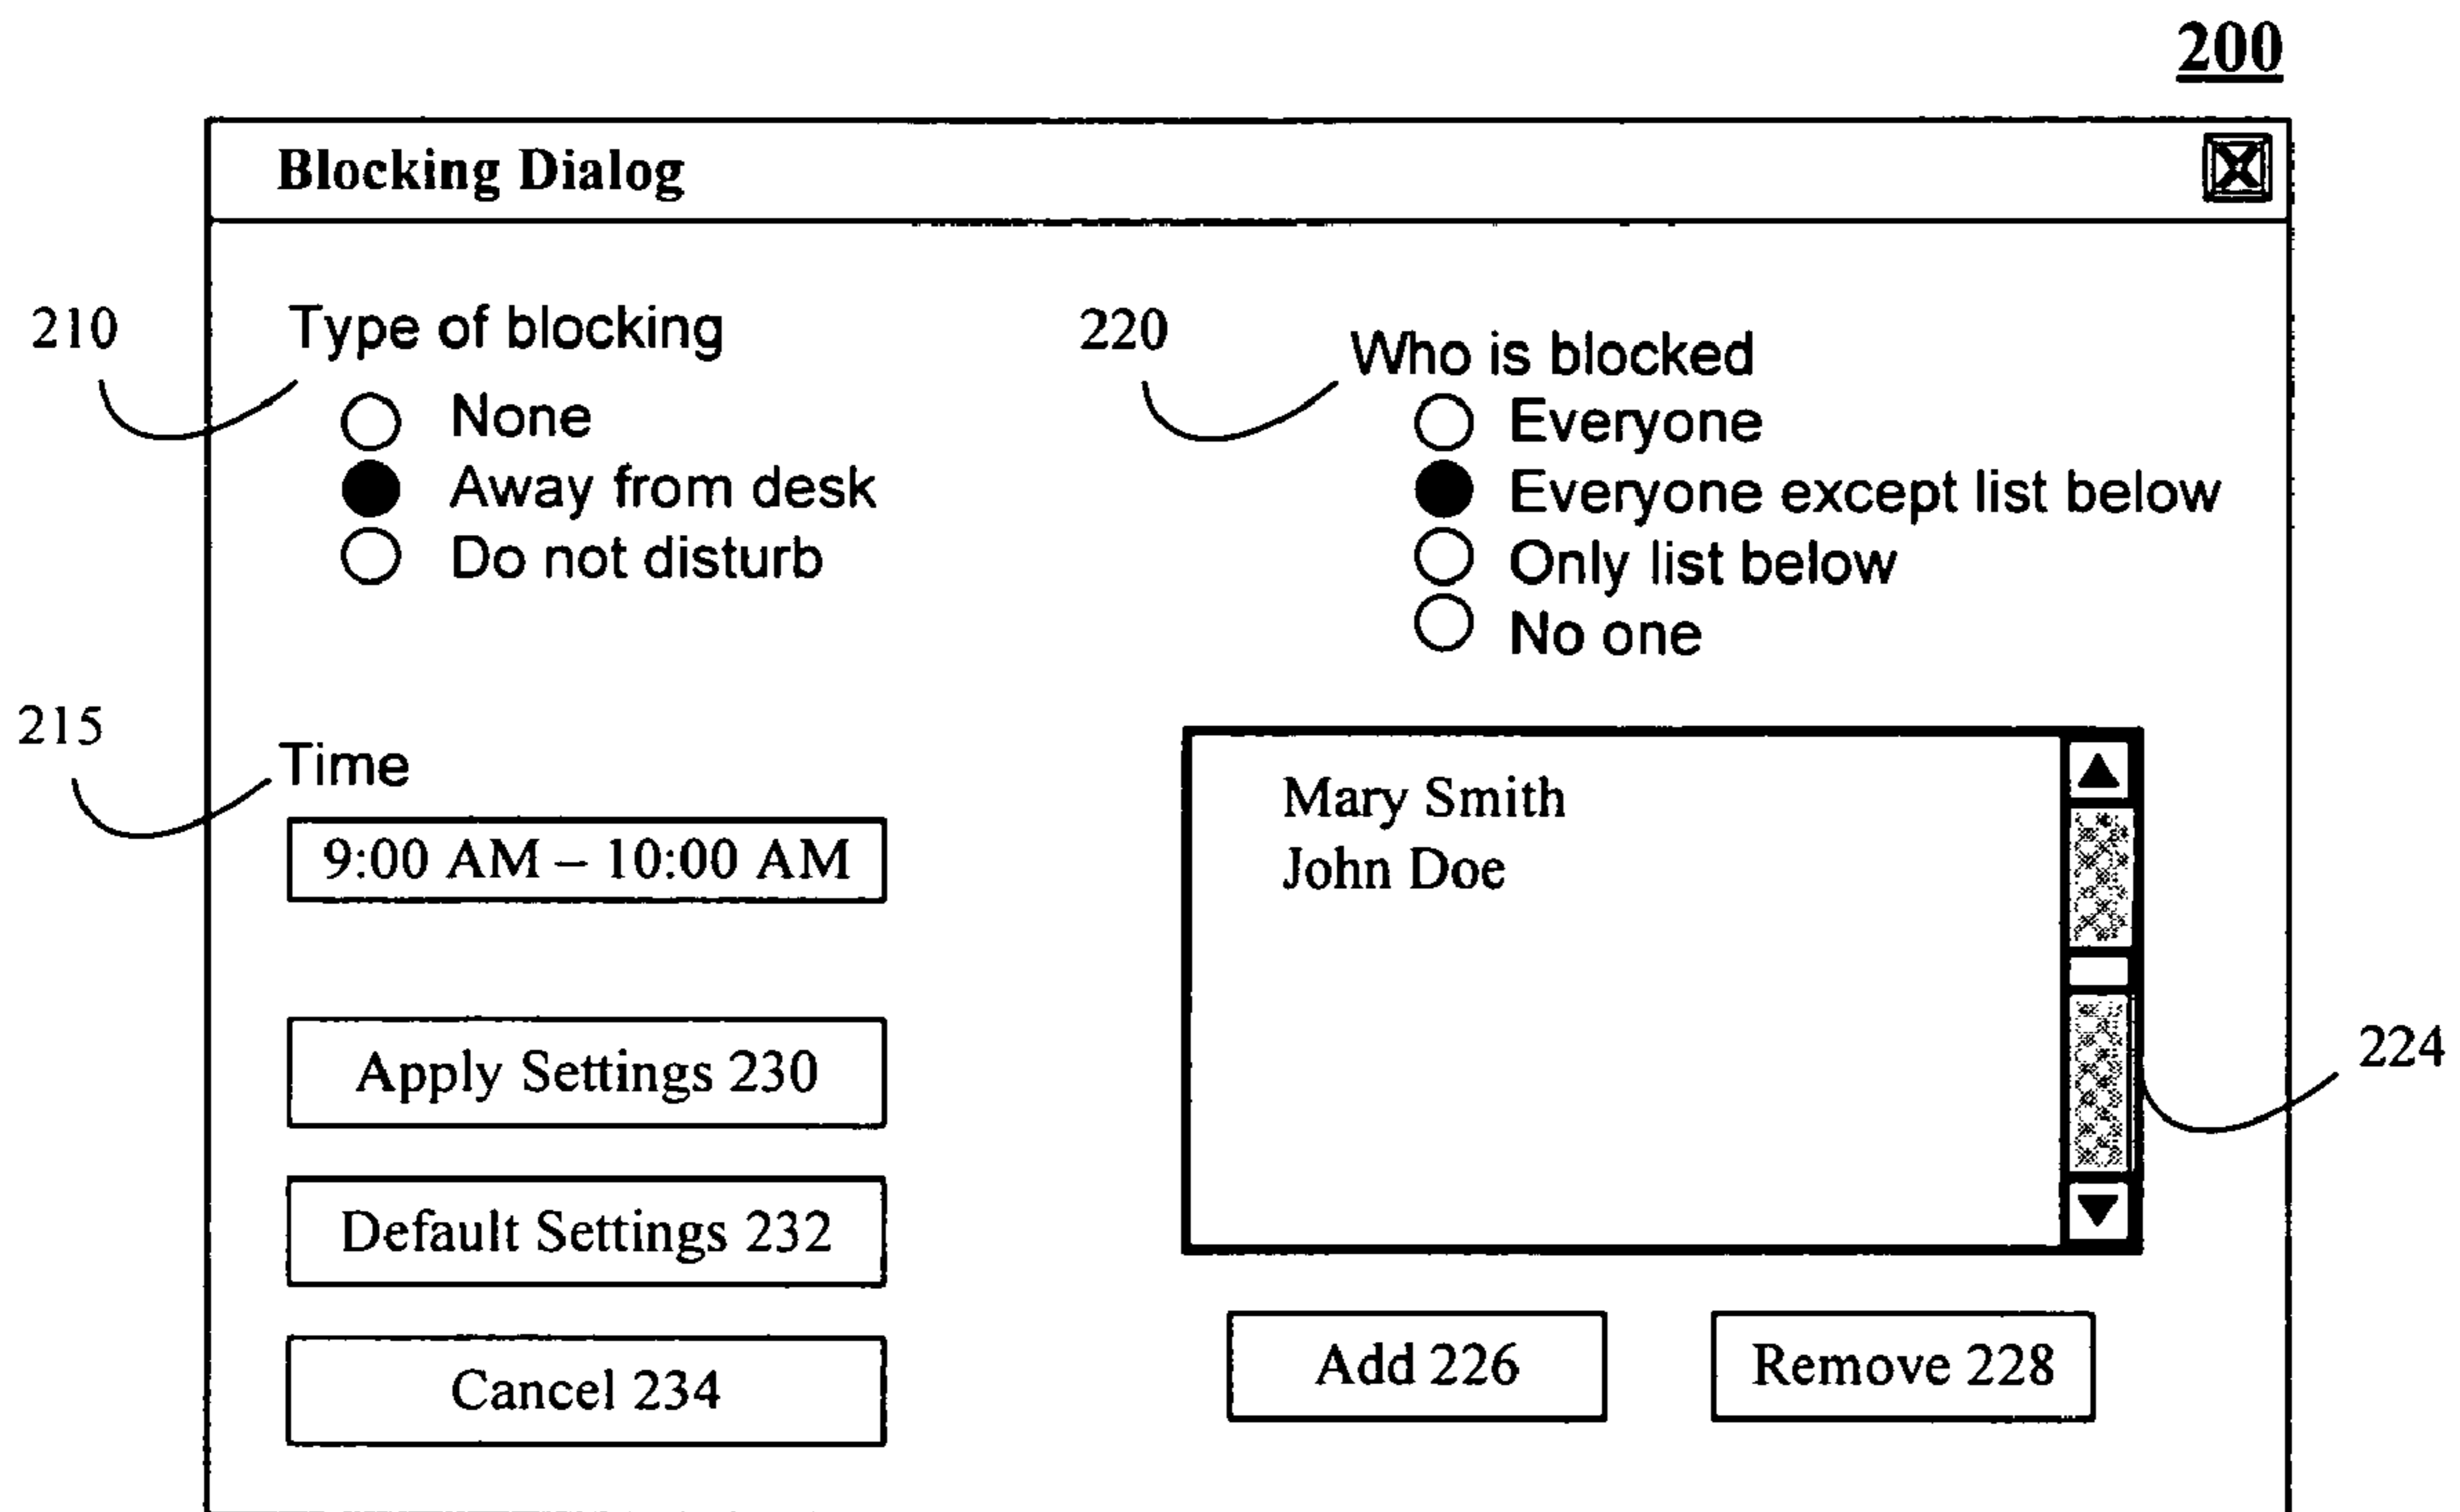 200
Blocking Dialog
210
Type of blocking
None
Away from desk
Do not disturb
220
Who is blocked
Everyone
Everyone except list below
Only list below
No one
215
Time
9:00 AM – 10:00 AM
Mary Smith
John Doe
224
Apply Settings 230
Default Settings 232
Cancel 234
Add 226
Remove 228